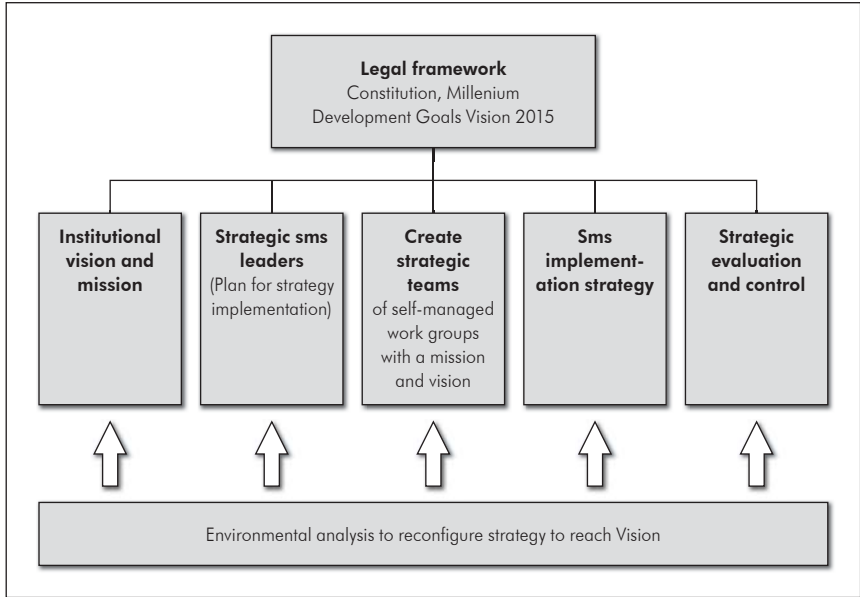 Legal framework
Constitution, Millenium
Development Goals Vision 2015
Institutional
vision and
mission
Strategic sms
leaders
(Plan for strategy
implementation)
Create
strategic
teams
of self-managed
work groups
with a mission
and vision
Sms
implement-
ation strategy
Strategic
evaluation
and control
Environmental analysis to reconfigure strategy to reach Vision